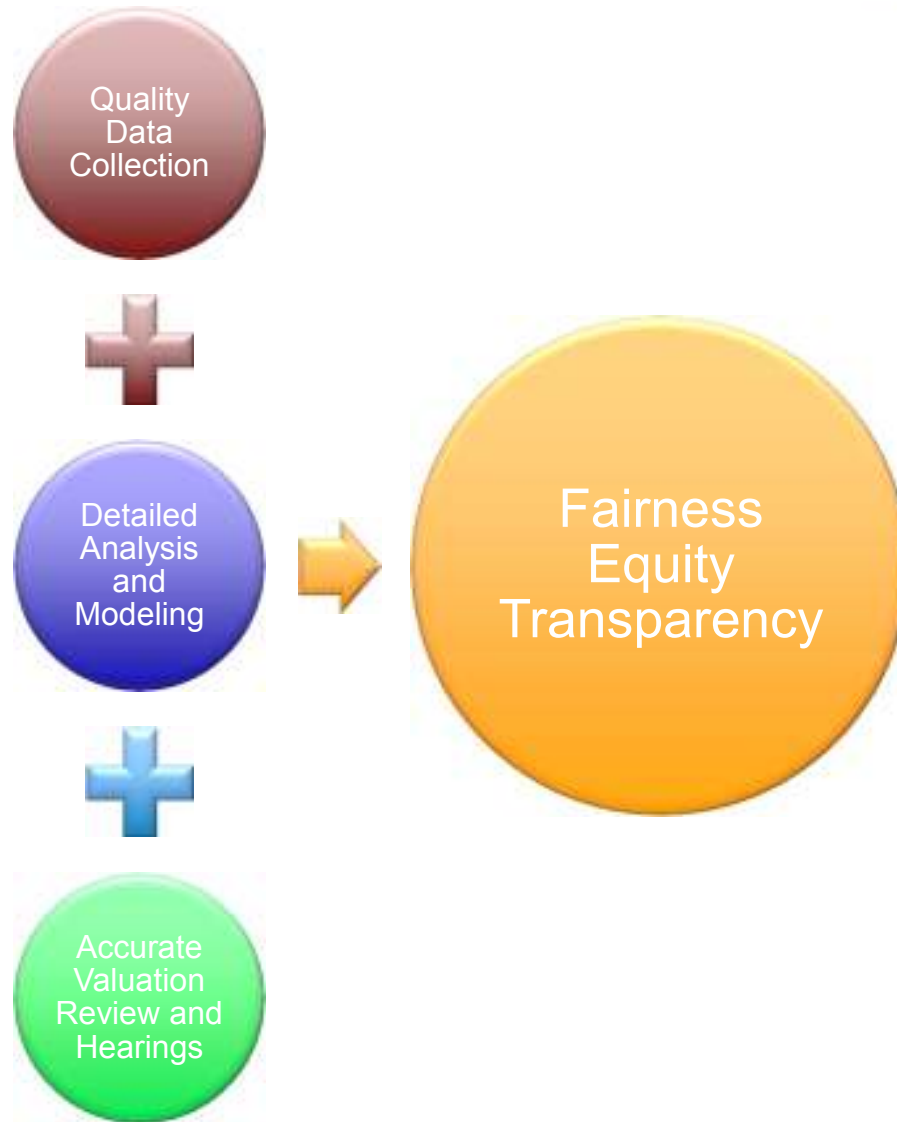 Quality
Data
Collection
Detailed
Analysis
and
Modeling
Fairness
Equity
Transparency
Accurate
Valuation
Review and
Hearings